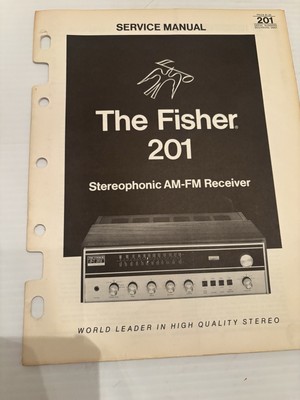 SERVICE MANUAL
201
The Fisher®
201
Stereophonic AM-FM Receiver
WORLD LEADER IN HIGH QUALITY STEREO